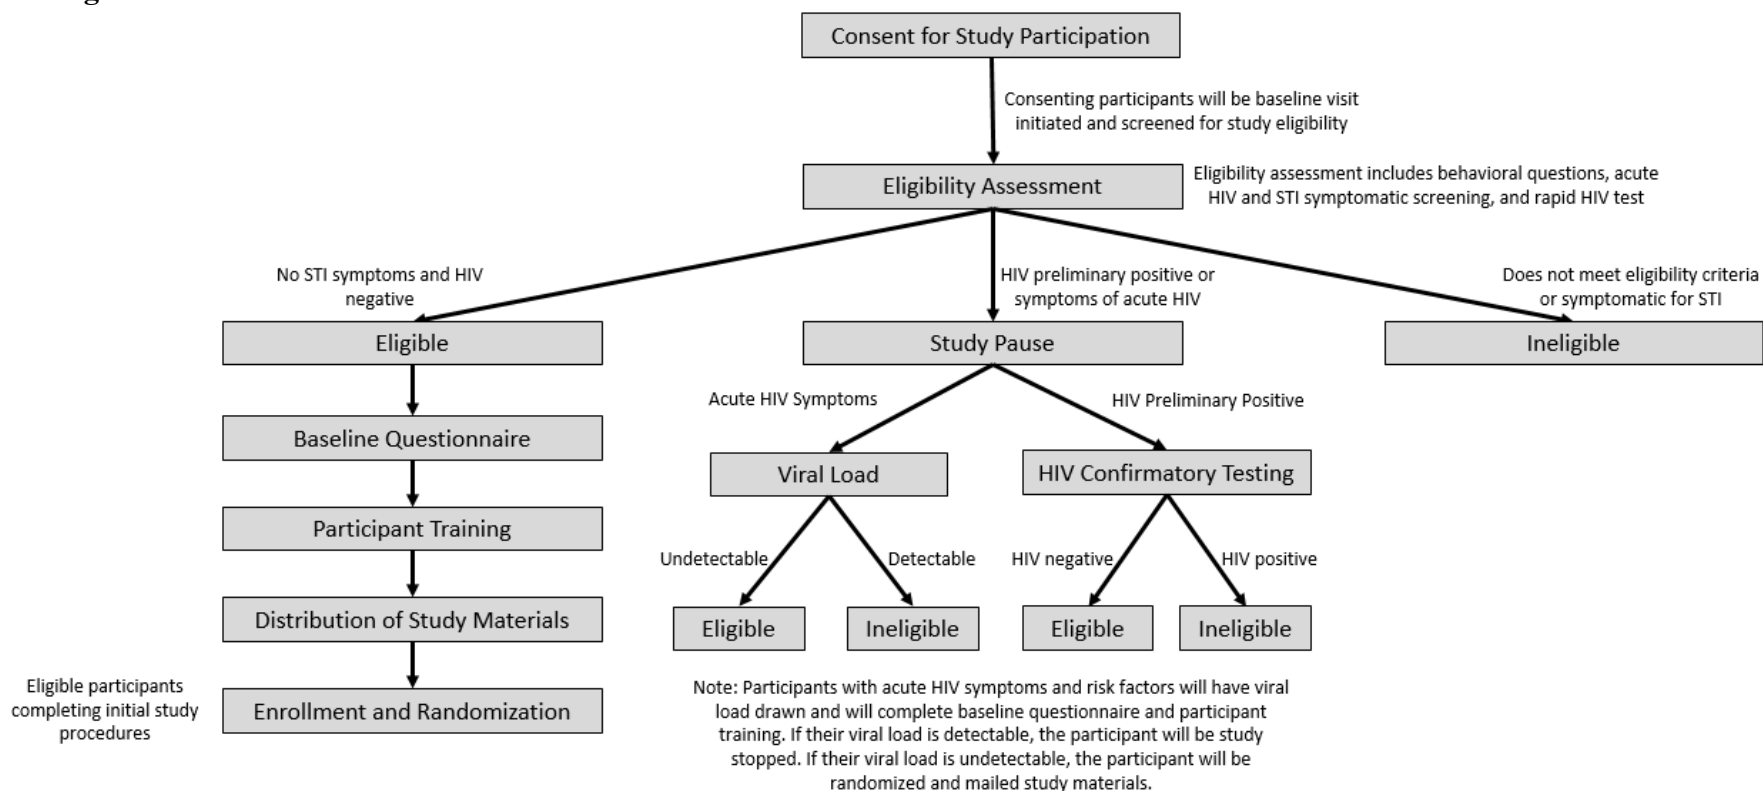 Consent for Study Participation
Consenting participants will be baseline visit
initiated and screened for study eligibility
Eligibility Assessment
Eligibility assessment includes behavioral questions, acute
HIV and STI symptomatic screening, and rapid HIV test
No STI symptoms and HIV
negative
HIV preliminary positive or
symptoms of acute HIV
Does not meet eligibility criteria
or symptomatic for STI
Eligible
Study Pause
Ineligible
Acute HIV Symptoms
HIV Preliminary Positive
Baseline Questionnaire
Viral Load
HIV Confirmatory Testing
Participant Training
Undetectable
Detectable
HIV negative
HIV positive
Distribution of Study Materials
Eligible
Ineligible
Eligible
Ineligible
Eligible participants
completing initial study
procedures
Enrollment and Randomization
Note: Participants with acute HIV symptoms and risk factors will have viral
load drawn and will complete baseline questionnaire and participant
training. If their viral load is detectable, the participant will be study
stopped. If their viral load is undetectable, the participant will be
randomized and mailed study materials.